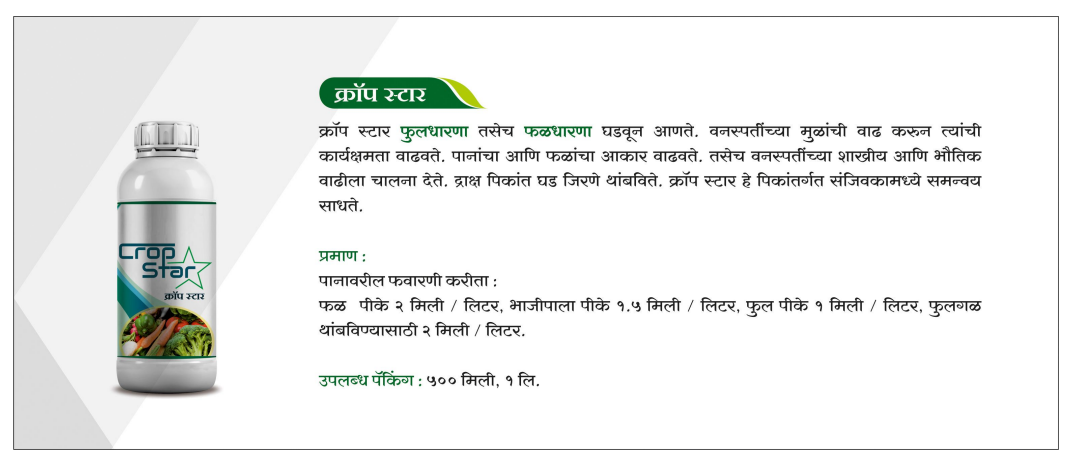 क्रॉप स्टार
क्रॉप स्टार फुलधारणा तसेच फळधारणा घडवून आणते. वनस्पतींच्या मुळांची वाढ करुन त्यांची
कार्यक्षमता वाढवते. पानांचा आणि फळांचा आकार वाढवते. तसेच वनस्पतींच्या शाखीय आणि भौतिक
वाढीला चालना देते. द्राक्ष पिकांत घड जिरणे थांबविते. क्रॉप स्टार हे पिकांतर्गत संजिवकामध्ये समन्वय
साधते.
प्रमाण :
पानावरील फवारणी करीता :
फळ पीके २ मिली / लिटर, भाजीपाला पीके १.५ मिली / लिटर, फुल पीके १ मिली / लिटर, फुलगळ
थांबविण्यासाठी २ मिली / लिटर.
उपलब्ध पॅकिंग : ५०० मिली, १ लि.
Crop
Star
क्रॉप स्टार